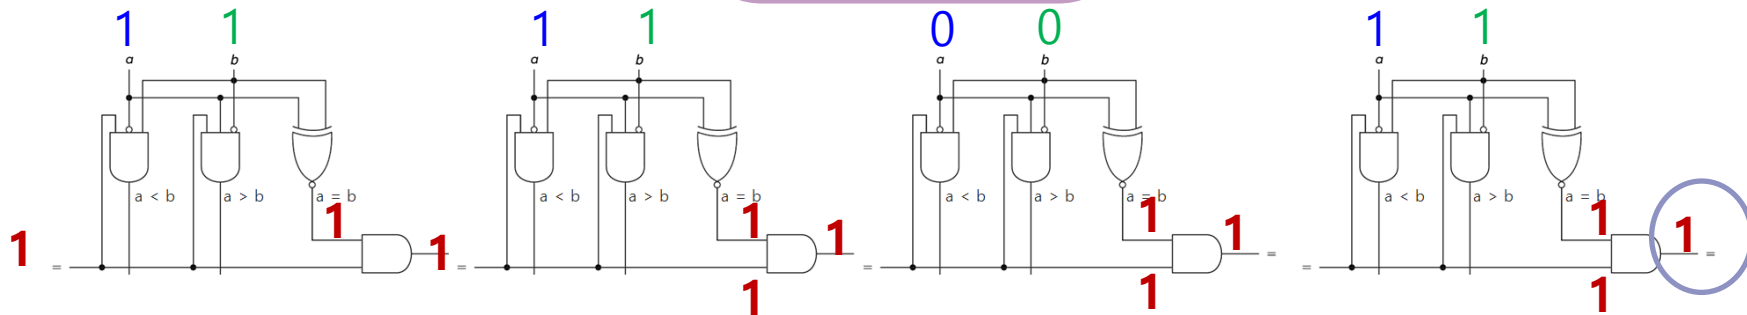 1 1 1 1 0 0 1 1
a b a b a b a b
a < b a > b a = b a < b a > b a = b a < b a > b a = b a < b a > b a = b
1 1 1 1
1 1 1 1 1
= = = = = =
1 1 1